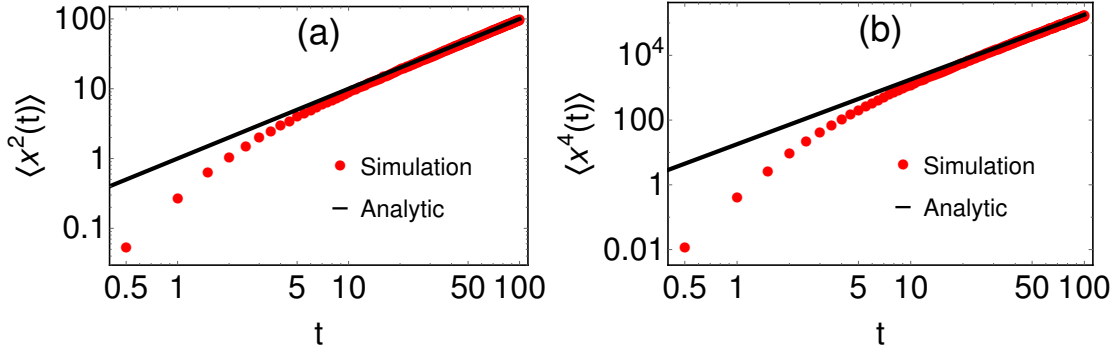 (a)
100
10
1
0.1
⟨x²(t)⟩
Simulation
Analytic
0.5 1 5 10 50 100
t
(b)
10⁴
100
1
0.01
⟨x⁴(t)⟩
Simulation
Analytic
0.5 1 5 10 50 100
t